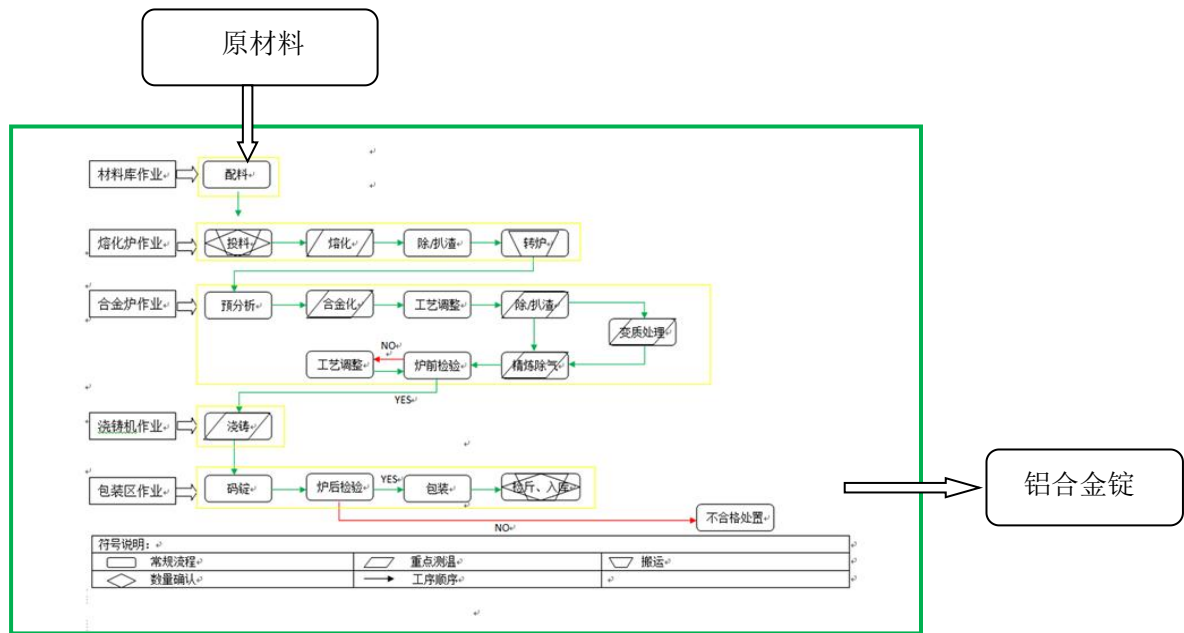 原材料
材料库作业
配料
熔化炉作业
投料
熔化
除/扒渣
转炉
合金炉作业
预分析
合金化
工艺调整
除/扒渣
变质处理
NO
工艺调整
炉前检验
精炼除气
YES
浇铸机作业
浇铸
包装区作业
码锭
炉后检验
YES
包装
检斤、入库
铝合金锭
NO
不合格处置
符号说明:
常规流程
重点测温
搬运
数量确认
工序顺序